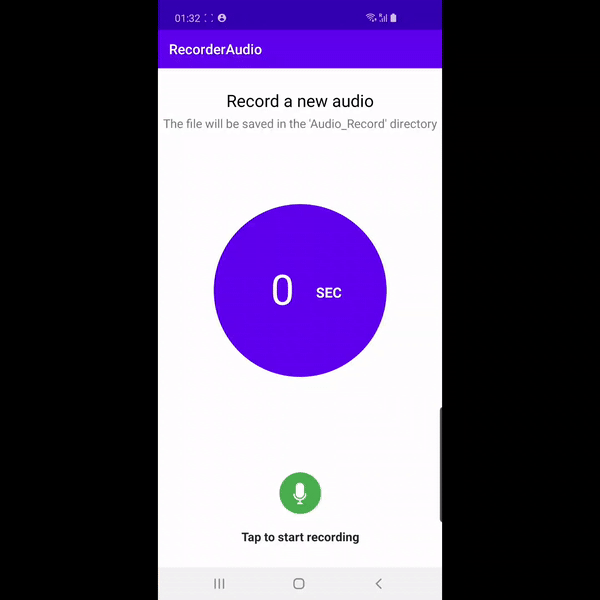 01:32
RecorderAudio
Record a new audio
The file will be saved in the 'Audio_Record' directory
0 SEC
Tap to start recording